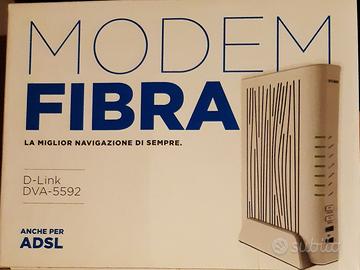 MODEM
FIBRA
LA MIGLIOR NAVIGAZIONE DI SEMPRE.
D-Link
DVA-5592
ANCHE PER
ADSL
subito